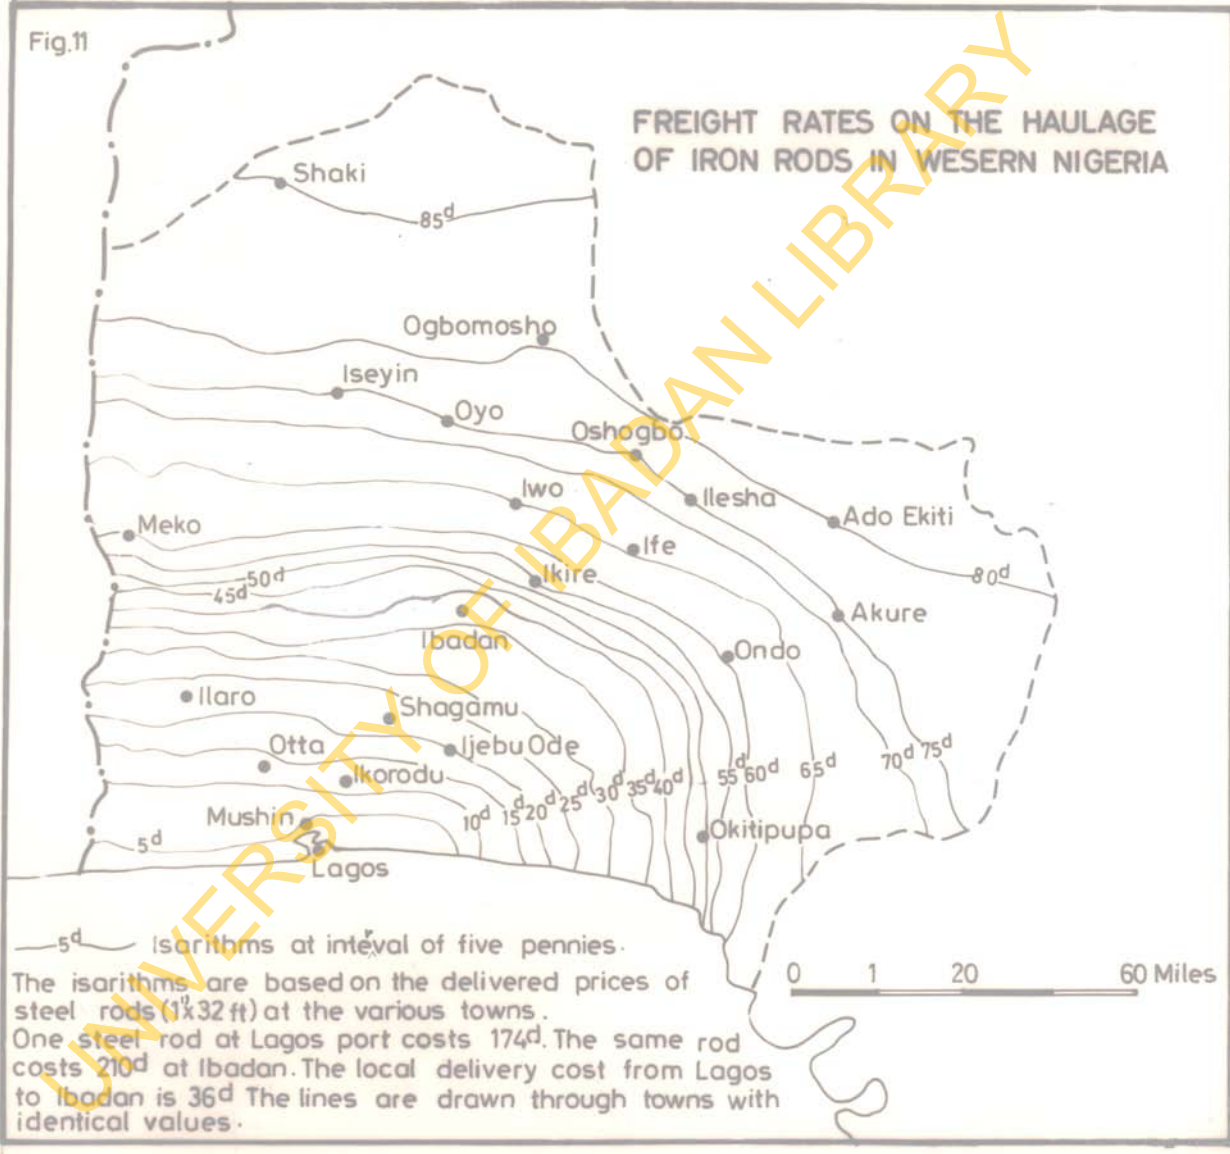 Fig.11
FREIGHT RATES ON THE HAULAGE
OF IRON RODS IN WESERN NIGERIA
Shaki
85d
Ogbomosho
Iseyin
Oyo
Oshogbo
Iwo
Ilesha
Meko
Ado Ekiti
Ife
50d
Ikire
80d
45d
Akure
Ibadan
Ondo
Ilaro
Shagamu
Otta
Ijebu Ode
Ikorodu
55d 60d 65d 70d 75d
10d 15d 20d 25d 30d 35d 40d
Mushin
5d
Okitipupa
Lagos
5d Isarithms at inteval of five pennies.
r
The isarithms are based on the delivered prices of
steel rods (1"x 32 ft) at the various towns.
One steel rod at Lagos port costs 174d. The same rod
costs 210d at Ibadan. The local delivery cost from Lagos
to Ibadan is 36d The lines are drawn through towns with
identical values.
0 1 20 60 Miles
UNIVERSITY OF IBADAN LIBRARY